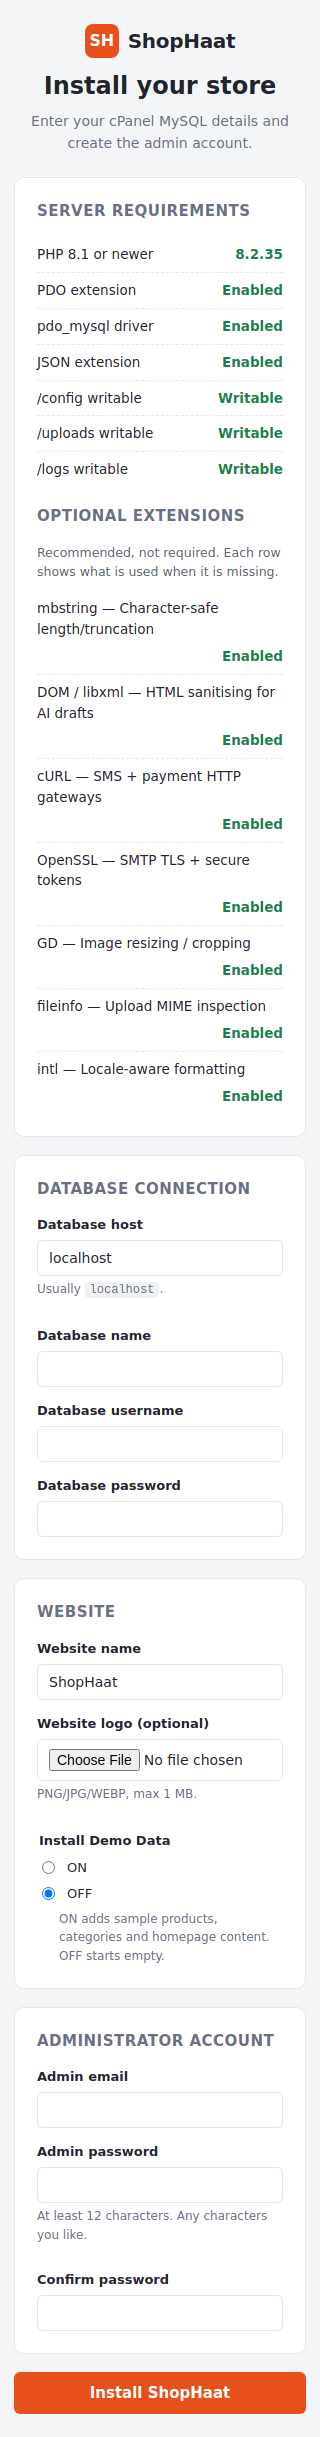 SH ShopHaat
Install your store
Enter your cPanel MySQL details and
create the admin account.
SERVER REQUIREMENTS
PHP 8.1 or newer 8.2.35
PDO extension Enabled
pdo_mysql driver Enabled
JSON extension Enabled
/config writable Writable
/uploads writable Writable
/logs writable Writable
OPTIONAL EXTENSIONS
Recommended, not required. Each row
shows what is used when it is missing.
mbstring — Character-safe
length/truncation
Enabled
DOM / libxml — HTML sanitising for
AI drafts
Enabled
cURL — SMS + payment HTTP
gateways
Enabled
OpenSSL — SMTP TLS + secure
tokens
Enabled
GD — Image resizing / cropping
Enabled
fileinfo — Upload MIME inspection
Enabled
intl — Locale-aware formatting
Enabled
DATABASE CONNECTION
Database host
localhost
Usually localhost.
Database name
Database username
Database password
WEBSITE
Website name
ShopHaat
Website logo (optional)
Choose File No file chosen
PNG/JPG/WEBP, max 1 MB.
Install Demo Data
ON
OFF
ON adds sample products,
categories and homepage content.
OFF starts empty.
ADMINISTRATOR ACCOUNT
Admin email
Admin password
At least 12 characters. Any characters
you like.
Confirm password
Install ShopHaat